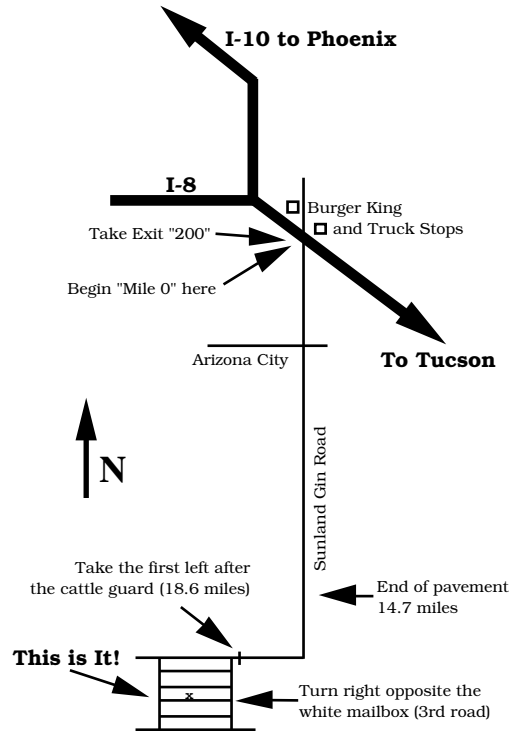 I-10 to Phoenix
I-8
Burger King
and Truck Stops
Take Exit "200"
Begin "Mile 0" here
Arizona City
To Tucson
N
Sunland Gin Road
Take the first left after
the cattle guard (18.6 miles)
End of pavement
14.7 miles
This is It!
x
Turn right opposite the
white mailbox (3rd road)